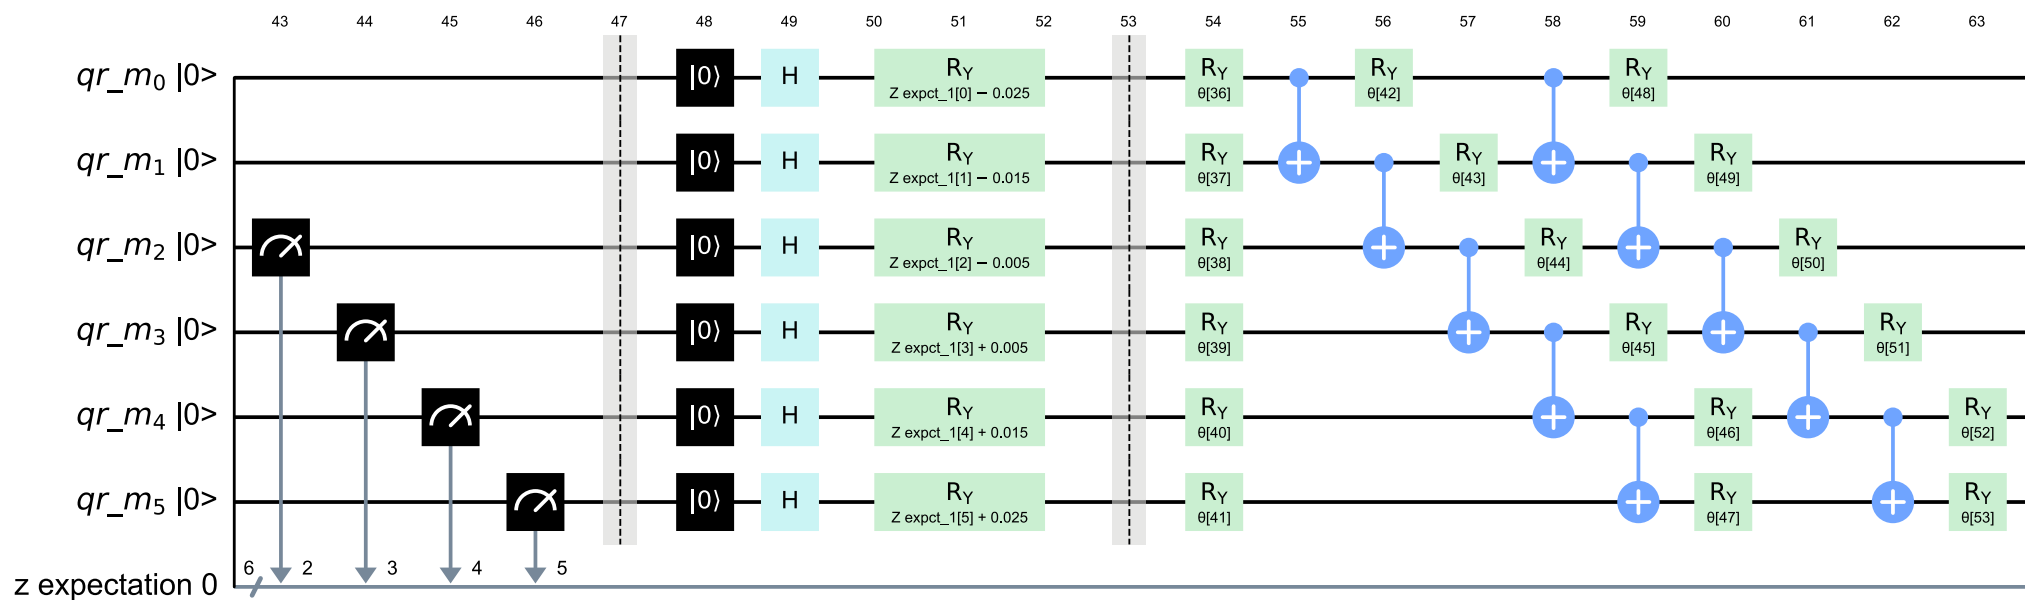 43 44 45 46 47 48 49 50 51 52 53 54 55 56 57 58 59 60 61 62 63
qr_m0 |0> |0⟩ H RY RY RY RY
Z expct_1[0] − 0.025 θ[36] θ[42] θ[48]
qr_m1 |0> |0⟩ H RY RY RY RY
Z expct_1[1] − 0.015 θ[37] θ[43] θ[49]
qr_m2 |0> |0⟩ H RY RY RY RY
Z expct_1[2] − 0.005 θ[38] θ[44] θ[50]
qr_m3 |0> |0⟩ H RY RY RY RY
Z expct_1[3] + 0.005 θ[39] θ[45] θ[51]
qr_m4 |0> |0⟩ H RY RY RY RY
Z expct_1[4] + 0.015 θ[40] θ[46] θ[52]
qr_m5 |0> |0⟩ H RY RY RY RY
Z expct_1[5] + 0.025 θ[41] θ[47] θ[53]
6 2 3 4 5
z expectation 0